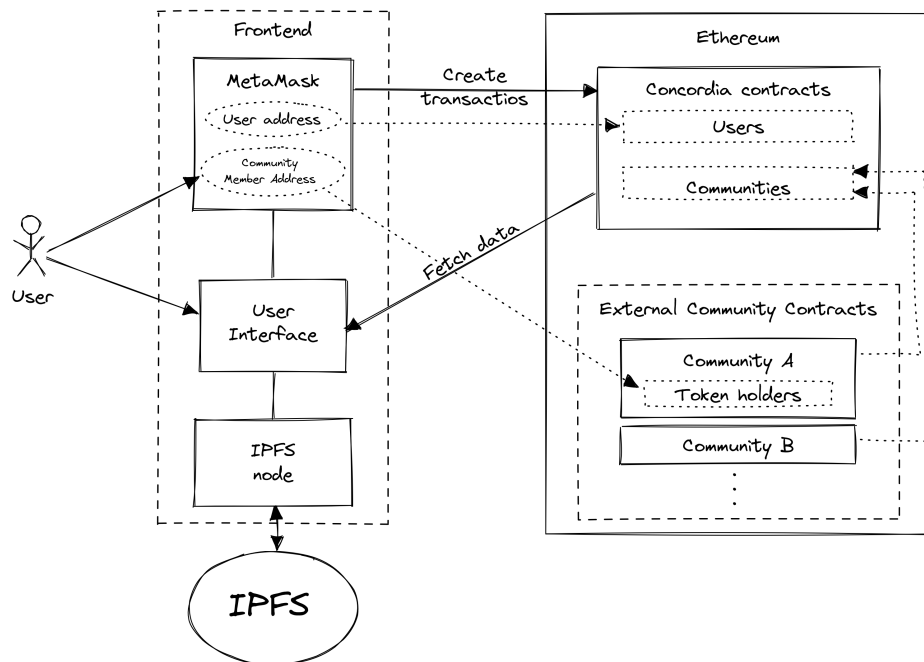 Frontend
MetaMask
User address
Community
Member Address
User
User
Interface
IPFS
node
IPFS
Create
transactios
Fetch data
Ethereum
Concordia contracts
Users
Communities
External Community Contracts
Community A
Token holders
Community B